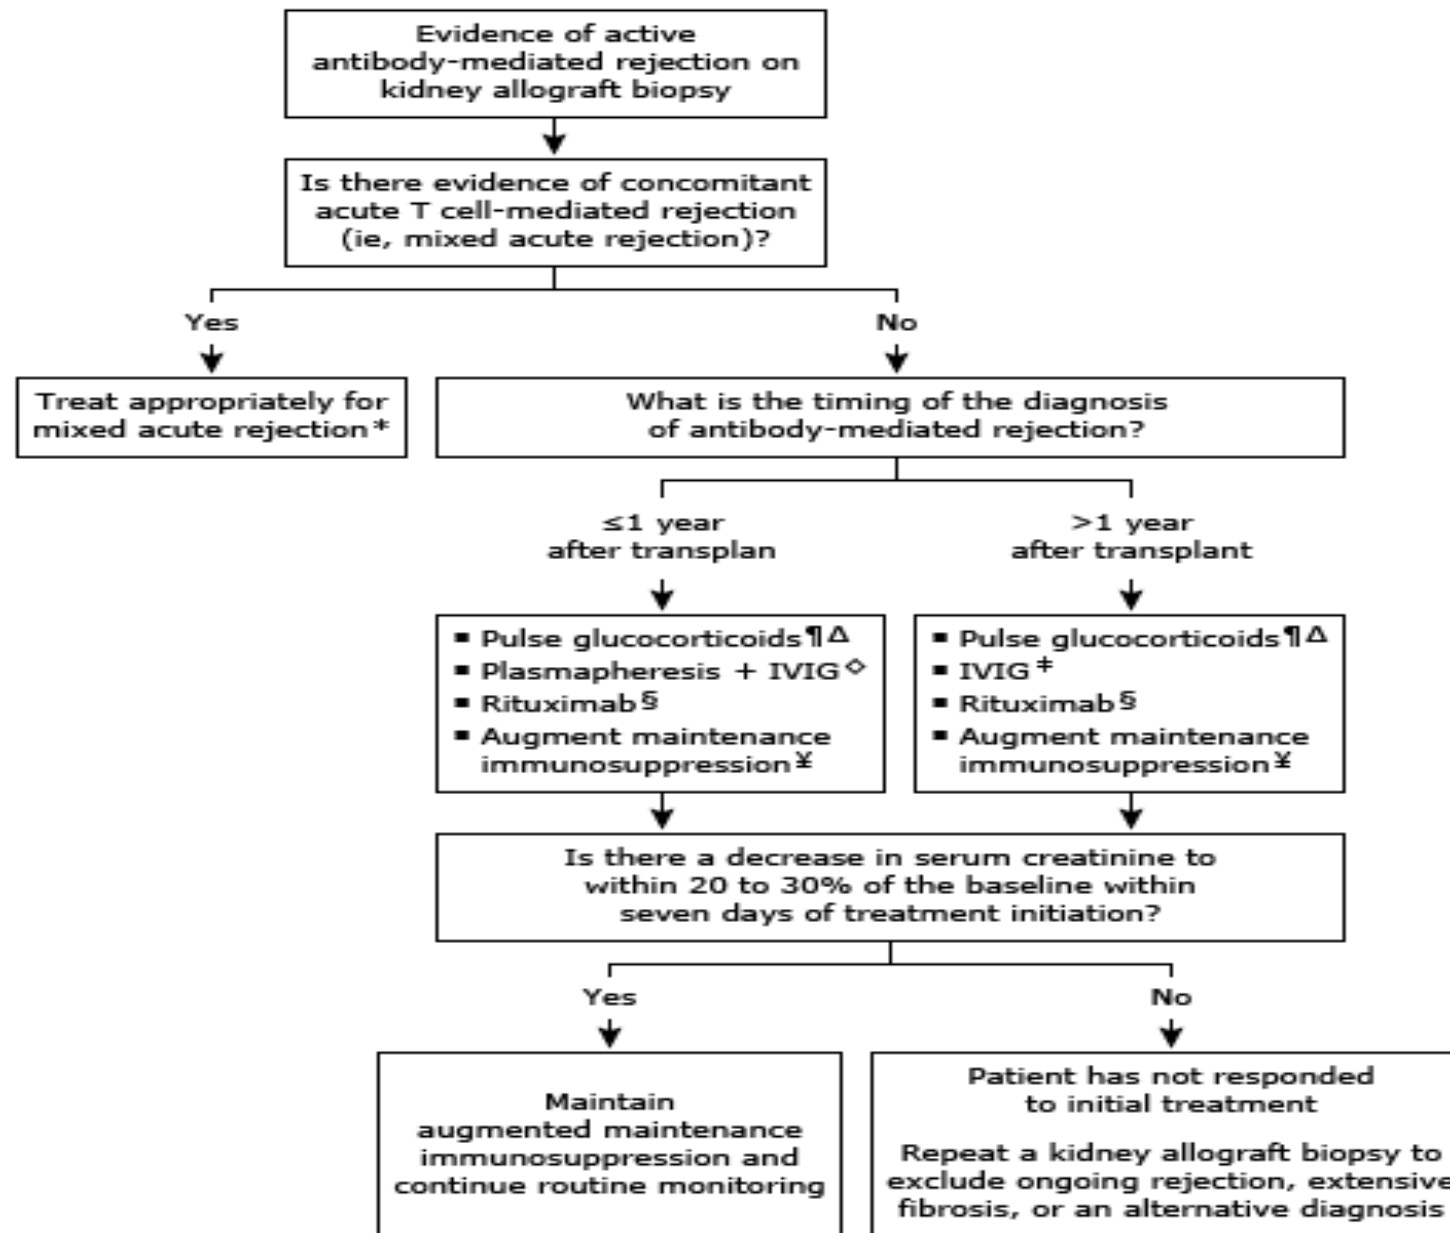 Evidence of active
antibody-mediated rejection on
kidney allograft biopsy
Is there evidence of concomitant
acute T cell-mediated rejection
(ie, mixed acute rejection)?
Yes
No
Treat appropriately for
mixed acute rejection*
What is the timing of the diagnosis
of antibody-mediated rejection?
≤1 year
after transplan
>1 year
after transplant
▪ Pulse glucocorticoids¶Δ
▪ Plasmapheresis + IVIG◇
▪ Rituximab§
▪ Augment maintenance
immunosuppression¥
▪ Pulse glucocorticoids¶Δ
▪ IVIG‡
▪ Rituximab§
▪ Augment maintenance
immunosuppression¥
Is there a decrease in serum creatinine to
within 20 to 30% of the baseline within
seven days of treatment initiation?
Yes
No
Maintain
augmented maintenance
immunosuppression and
continue routine monitoring
Patient has not responded
to initial treatment
Repeat a kidney allograft biopsy to
exclude ongoing rejection, extensive
fibrosis, or an alternative diagnosis